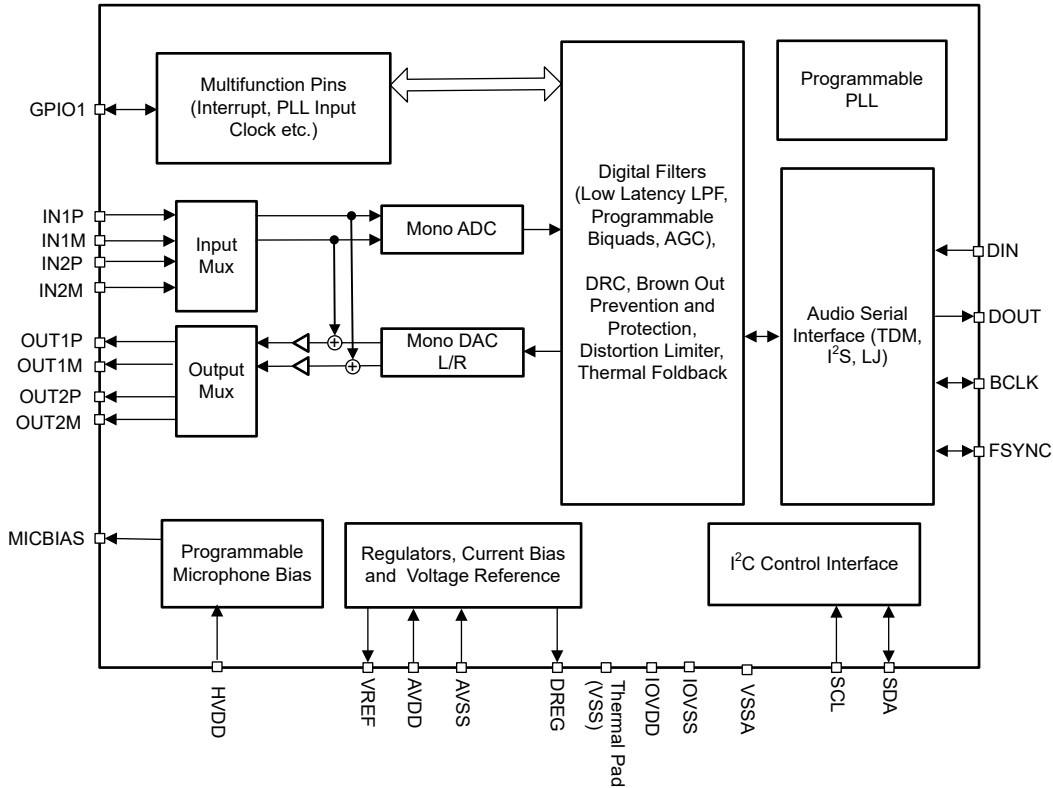 Multifunction Pins
(Interrupt, PLL Input
Clock etc.)
Programmable
PLL
GPIO1
Digital Filters
(Low Latency LPF,
Programmable
Biquads, AGC),
DRC, Brown Out
Prevention and
Protection,
Distortion Limiter,
Thermal Foldback
IN1P
IN1M
IN2P
IN2M
Input
Mux
Mono ADC
OUT1P
OUT1M
OUT2P
OUT2M
Output
Mux
+
+
Mono DAC
L/R
Audio Serial
Interface (TDM,
I²S, LJ)
DIN
DOUT
BCLK
FSYNC
MICBIAS
Programmable
Microphone Bias
Regulators, Current Bias
and Voltage Reference
I²C Control Interface
HVDD
VREF
AVDD
AVSS
DREG
Thermal Pad
(VSS)
IOVDD
IOVSS
VSSA
SCL
SDA